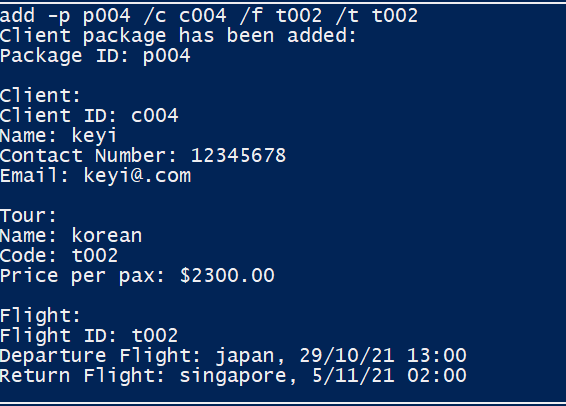 add -p p004 /c c004 /f t002 /t t002
Client package has been added:
Package ID: p004
Client:
Client ID: c004
Name: keyi
Contact Number: 12345678
Email: keyi@.com
Tour:
Name: korean
Code: t002
Price per pax: $2300.00
Flight:
Flight ID: t002
Departure Flight: japan, 29/10/21 13:00
Return Flight: singapore, 5/11/21 02:00